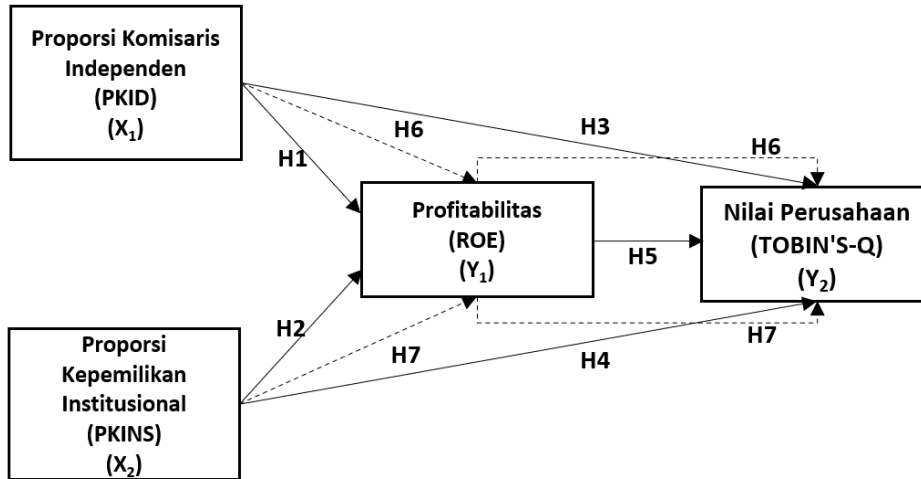 Proporsi Komisaris
Independen
(PKID)
(X₁)
H3
H6
H6
H1
Profitabilitas
(ROE)
(Y₁)
Nilai Perusahaan
(TOBIN'S-Q)
(Y₂)
H5
H2
H7
H4
H7
Proporsi
Kepemilikan
Institusional
(PKINS)
(X₂)